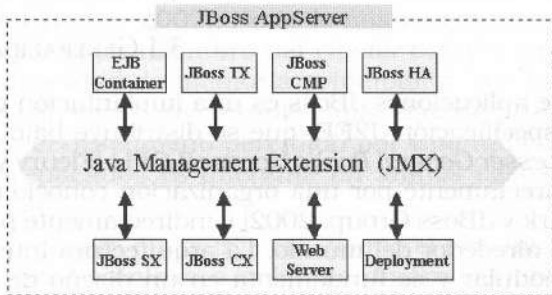 JBoss AppServer
EJB
Container
JBoss TX
JBoss
CMP
JBoss HA
Java Management Extension (JMX)
JBoss SX
JBoss CX
Web
Server
Deployment